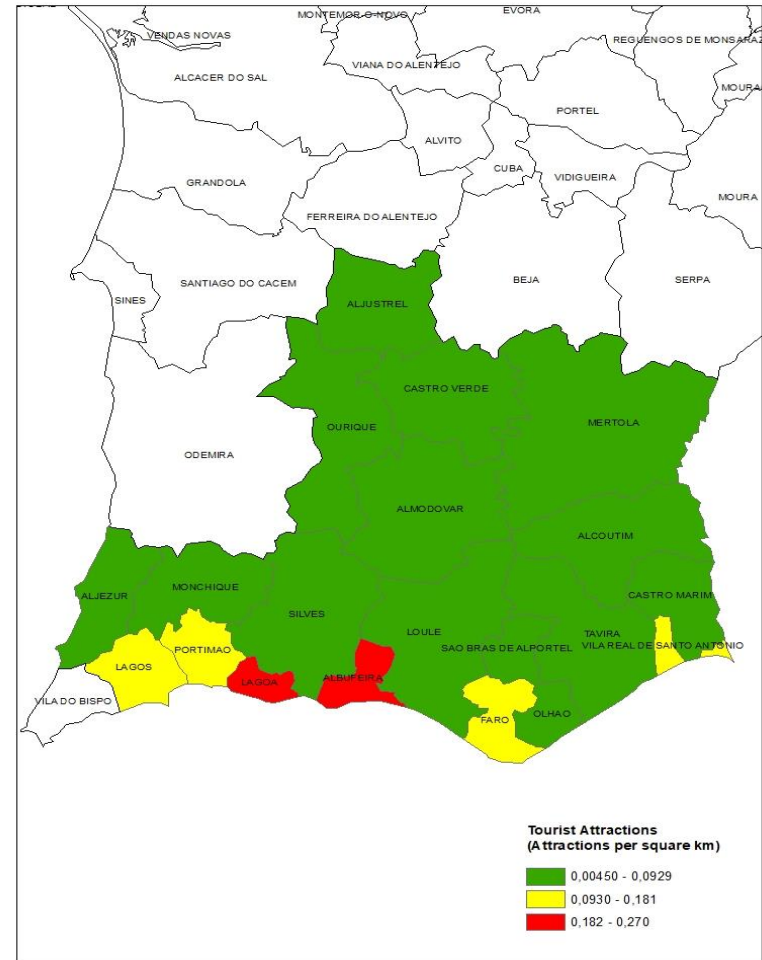 MONTEMOR-O-NOVO
EVORA
VENDAS NOVAS
REGUENGOS DE MONSARAZ
VIANA DO ALENTEJO
ALCACER DO SAL
MOURA
PORTEL
ALVITO
CUBA
VIDIGUEIRA
GRANDOLA
MOURA
FERREIRA DO ALENTEJO
SANTIAGO DO CACEM
BEJA
SERPA
SINES
ALJUSTREL
CASTRO VERDE
OURIQUE
MERTOLA
ODEMIRA
ALMODOVAR
ALCOUTIM
MONCHIQUE
ALJEZUR
CASTRO MARIM
SILVES
LOULE
TAVIRA
SAO BRAS DE ALPORTEL
VILA REAL DE SANTO ANTONIO
PORTIMAO
LAGOS
LAGOA
ALBUFEIRA
VILA DO BISPO
OLHAO
FARO
Tourist Attractions
(Attractions per square km)
0,00450 - 0,0929
0,0930 - 0,181
0,182 - 0,270